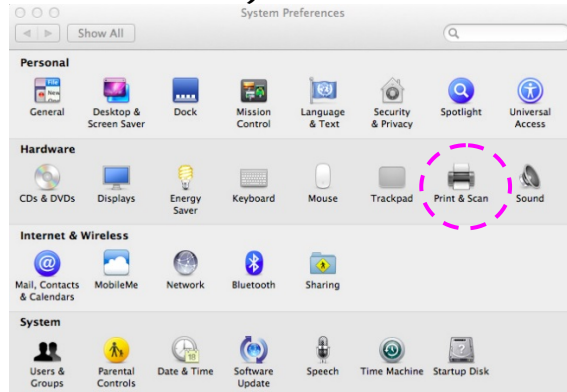 System Preferences
Show All
Personal
General
Desktop &
Screen Saver
Dock
Mission
Control
Language
& Text
Security
& Privacy
Spotlight
Universal
Access
Hardware
CDs & DVDs
Displays
Energy
Saver
Keyboard
Mouse
Trackpad
Print & Scan
Sound
Internet & Wireless
Mail, Contacts
& Calendars
MobileMe
Network
Bluetooth
Sharing
System
Users &
Groups
Parental
Controls
Date & Time
Software
Update
Speech
Time Machine
Startup Disk